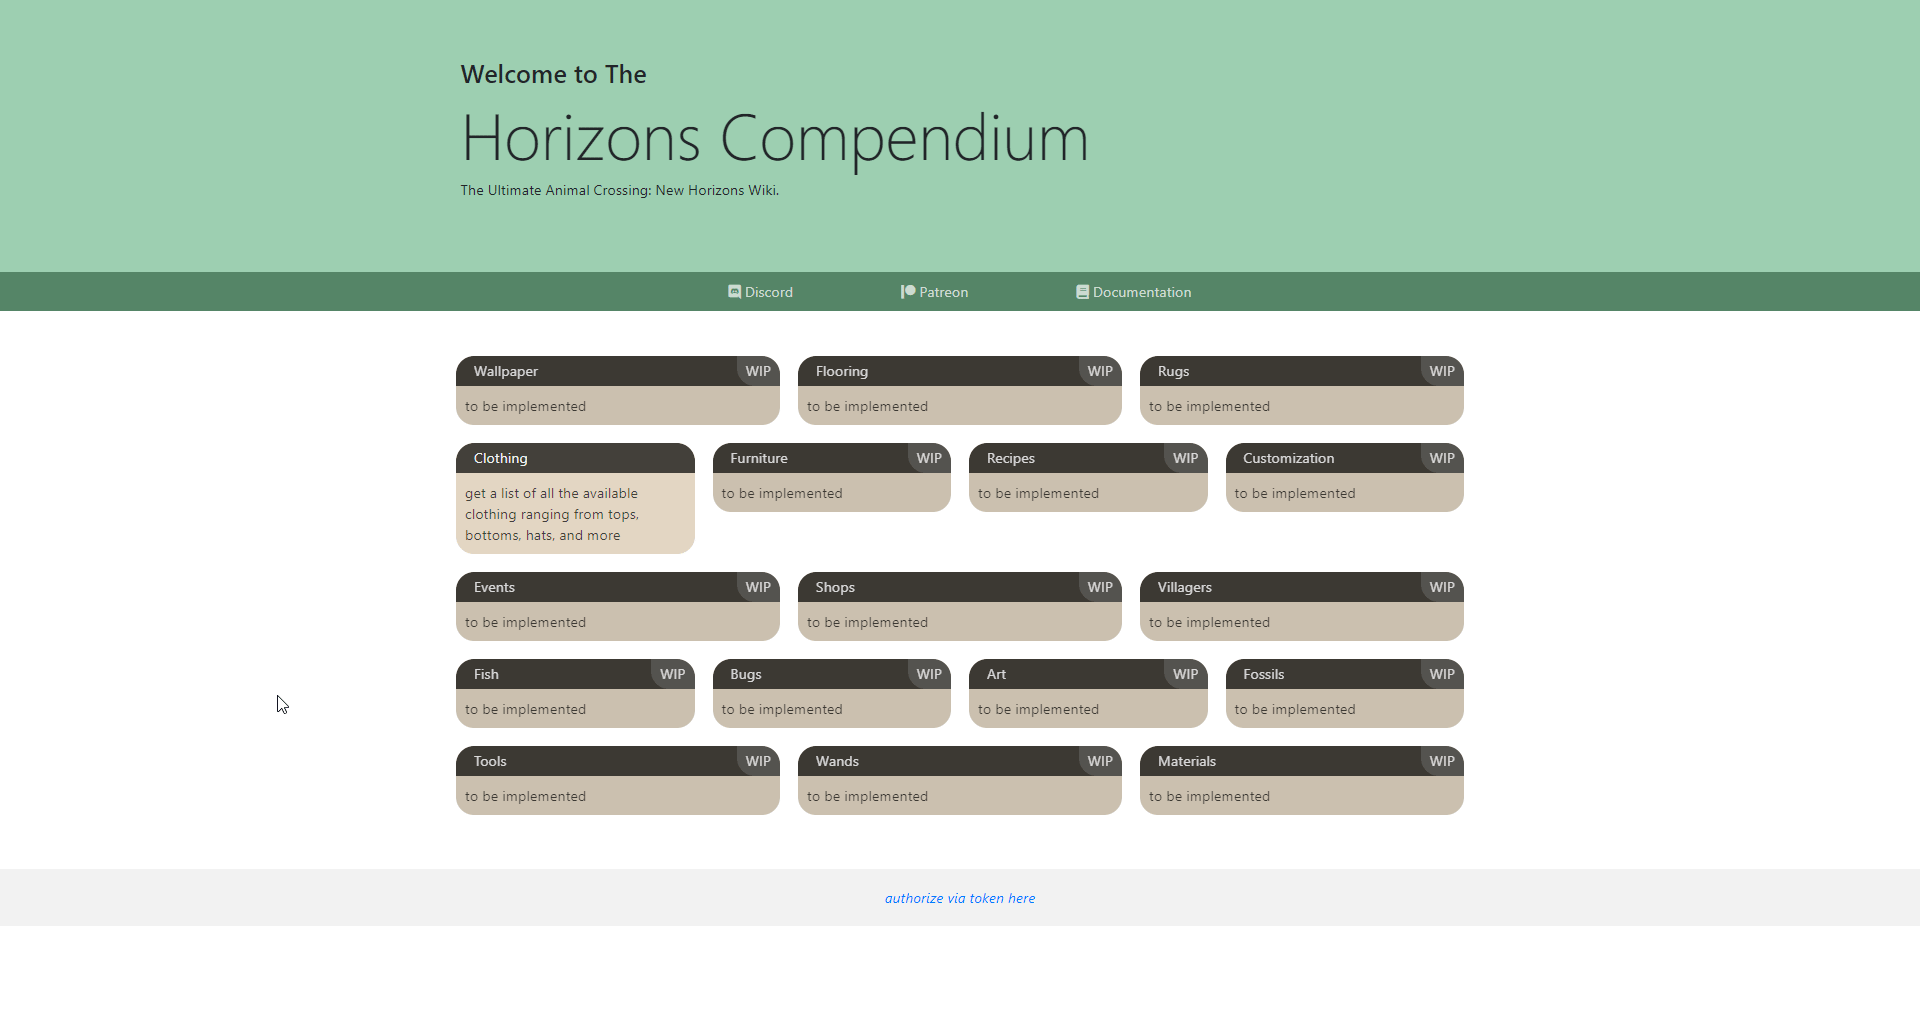 Welcome to The
Horizons Compendium
The Ultimate Animal Crossing: New Horizons Wiki.
Discord
Patreon
Documentation
Wallpaper
WIP
to be implemented
Flooring
WIP
to be implemented
Rugs
WIP
to be implemented
Clothing
get a list of all the available
clothing ranging from tops,
bottoms, hats, and more
Furniture
WIP
to be implemented
Recipes
WIP
to be implemented
Customization
WIP
to be implemented
Events
WIP
to be implemented
Shops
WIP
to be implemented
Villagers
WIP
to be implemented
Fish
WIP
to be implemented
Bugs
WIP
to be implemented
Art
WIP
to be implemented
Fossils
WIP
to be implemented
Tools
WIP
to be implemented
Wands
WIP
to be implemented
Materials
WIP
to be implemented
authorize via token here